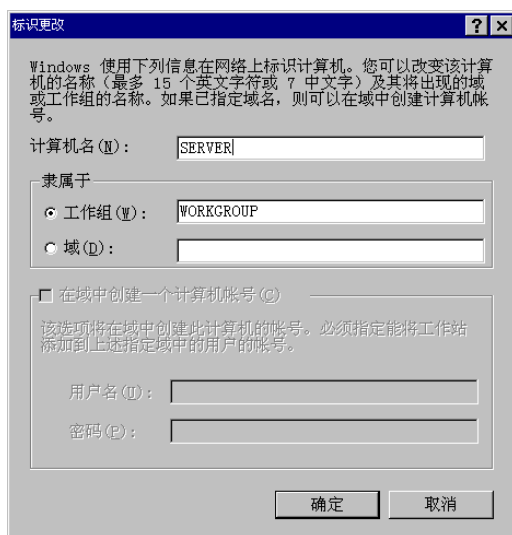 标识更改
Windows 使用下列信息在网络上标识计算机。您可以改变该计算
机的名称（最多 15 个英文字符或 7 中文字）及其将出现的域
或工作组的名称。如果已指定域名，则可以在域中创建计算机帐
号。
计算机名(N)： SERVER
隶属于
工作组(W)： WORKGROUP
域(D)：
在域中创建一个计算机帐号(C)
该选项将在域中创建此计算机的帐号。必须指定能将工作站
添加到上述指定域中的用户的帐号。
用户名(U)：
密码(P)：
确定 取消